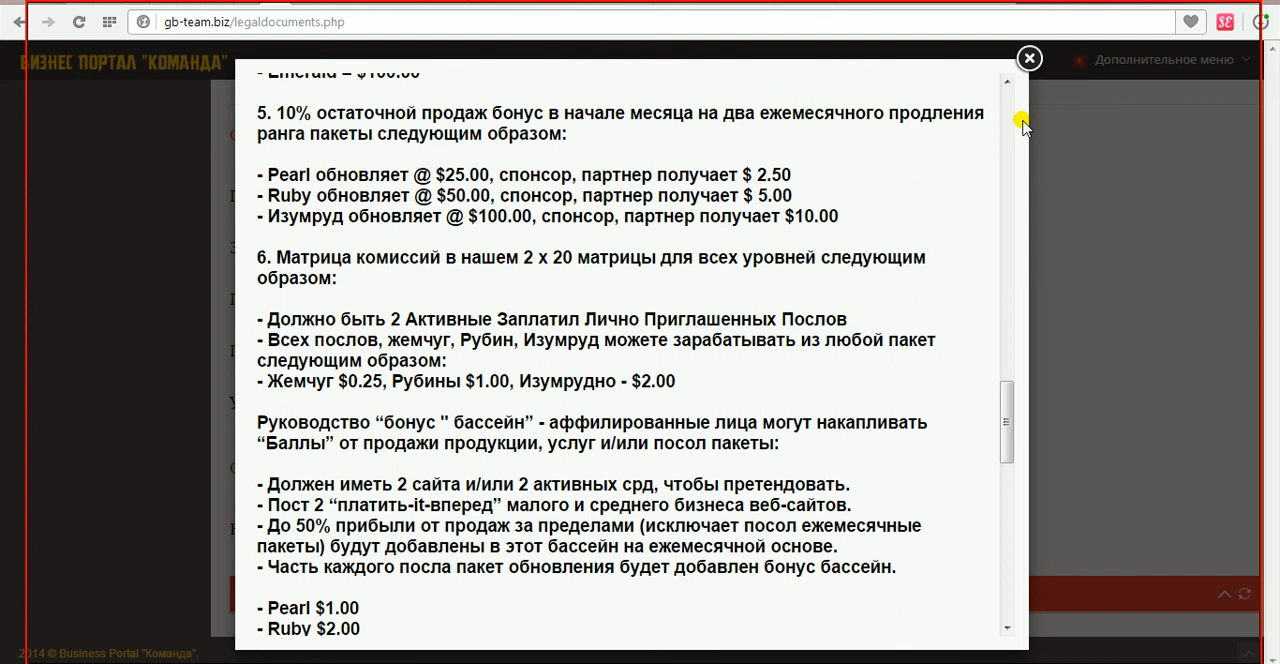 gb-team.biz/legaldocuments.php
БИЗНЕС ПОРТАЛ "КОМАНДА"
Дополнительное меню
- Emerald = $100.00
5. 10% остаточной продаж бонус в начале месяца на два ежемесячного продления
ранга пакеты следующим образом:
- Pearl обновляет @ $25.00, спонсор, партнер получает $ 2.50
- Ruby обновляет @ $50.00, спонсор, партнер получает $ 5.00
- Изумруд обновляет @ $100.00, спонсор, партнер получает $10.00
6. Матрица комиссий в нашем 2 x 20 матрицы для всех уровней следующим
образом:
- Должно быть 2 Активные Заплатил Лично Приглашенных Послов
- Всех послов, жемчуг, Рубин, Изумруд можете зарабатывать из любой пакет
следующим образом:
- Жемчуг $0.25, Рубины $1.00, Изумрудно - $2.00
Руководство “бонус " бассейн” - аффилированные лица могут накапливать
“Баллы” от продажи продукции, услуг и/или посол пакеты:
- Должен иметь 2 сайта и/или 2 активных срд, чтобы претендовать.
- Пост 2 “платить-it-вперед” малого и среднего бизнеса веб-сайтов.
- До 50% прибыли от продаж за пределами (исключает посол ежемесячные
пакеты) будут добавлены в этот бассейн на ежемесячной основе.
- Часть каждого посла пакет обновления будет добавлен бонус бассейн.
- Pearl $1.00
- Ruby $2.00
2014 © Business Portal "Команда".